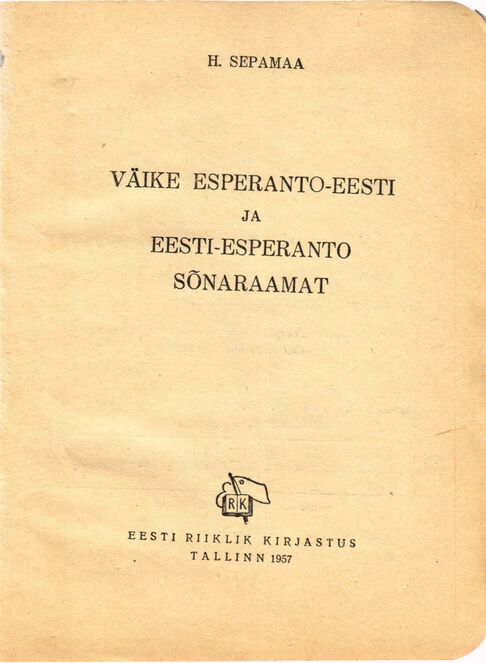 H. SEPAMAA
VÄIKE ESPERANTO-EESTI
JA
EESTI-ESPERANTO
SÕNARAAMAT
RK
EESTI RIIKLIK KIRJASTUS
TALLINN 1957